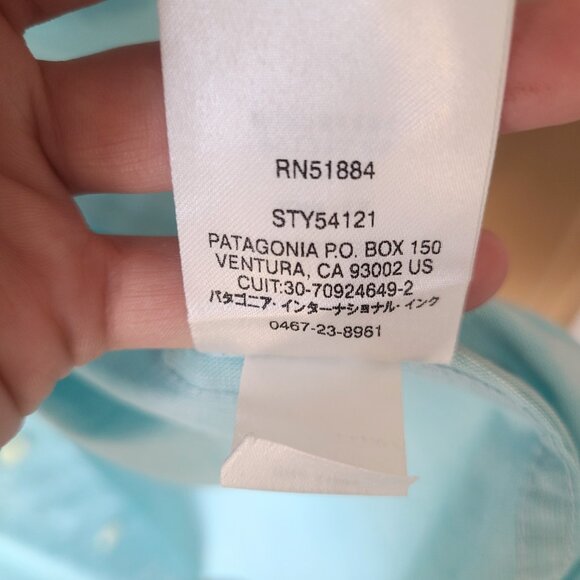 RN51884
STY54121
PATAGONIA P.O. BOX 150
VENTURA, CA 93002 US
CUIT:30-70924649-2
パタゴニア・インターナショナル・インク
0467-23-8961